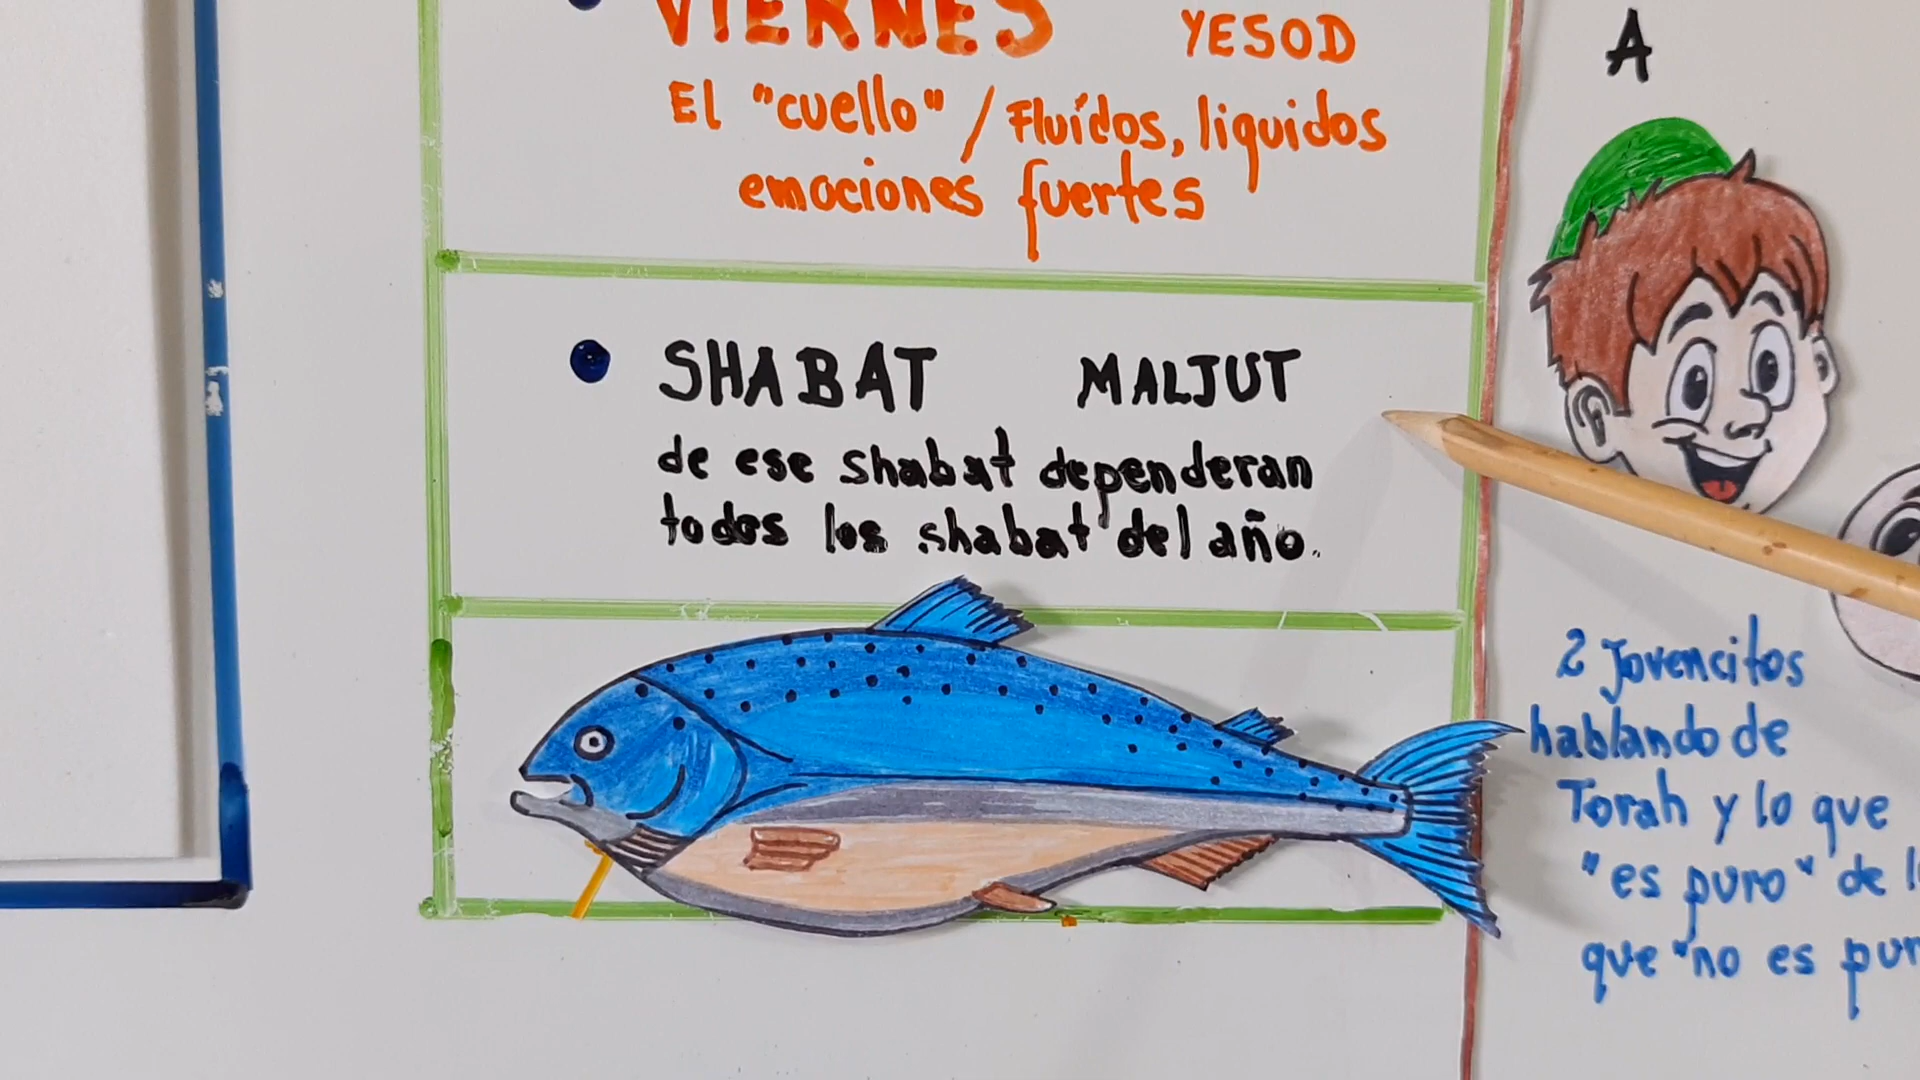 VIERNES YESOD
El "cuello" / Fluídos, liquidos
emociones fuertes
SHABAT MALJUT
de ese shabat dependeran
todos los shabat del año.
A
2 Jovencitos
hablando de
Torah y lo que
"es puro" de
que "no es